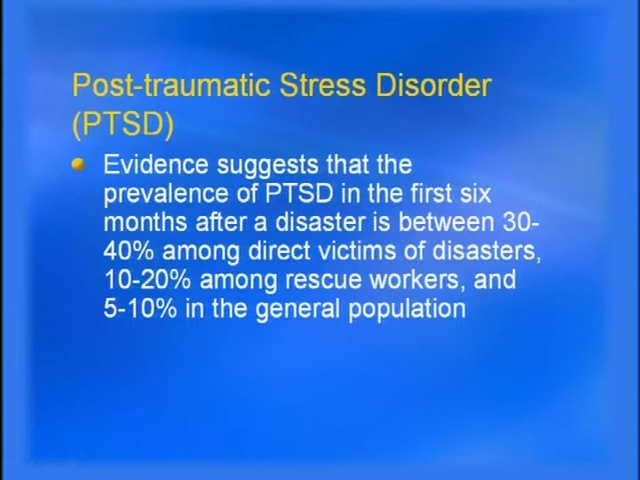 Post-traumatic Stress Disorder
(PTSD)
Evidence suggests that the
prevalence of PTSD in the first six
months after a disaster is between 30-
40% among direct victims of disasters,
10-20% among rescue workers, and
5-10% in the general population